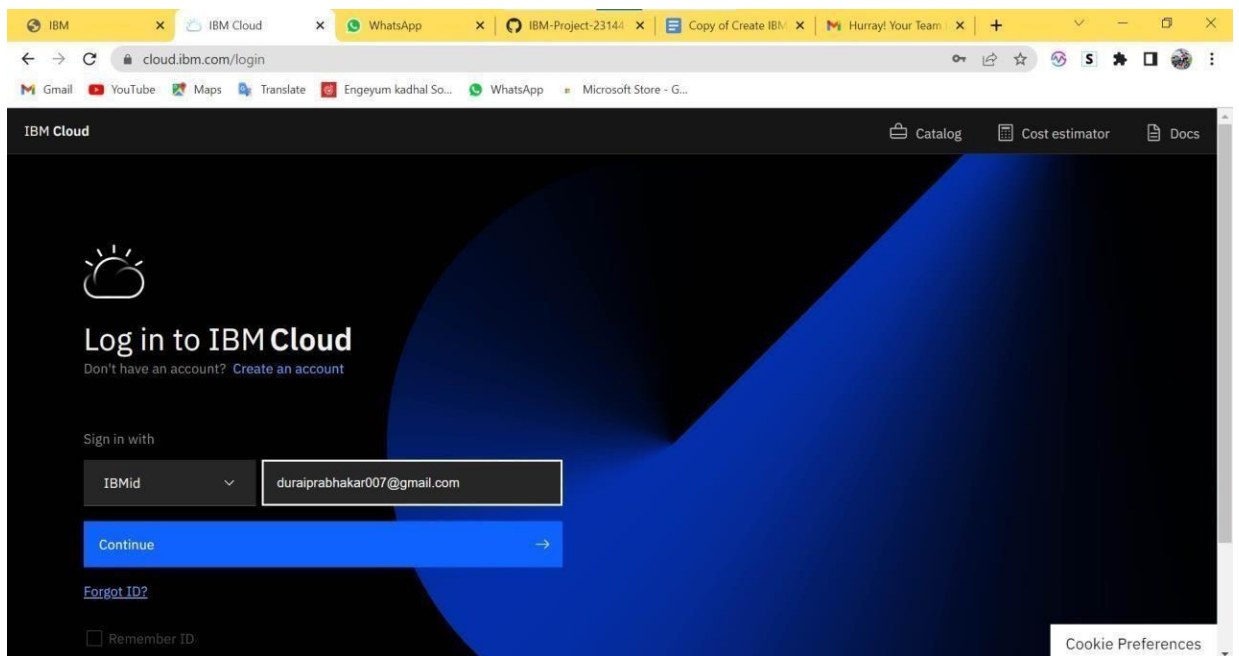 IBM
IBM Cloud
WhatsApp
IBM-Project-23144
Copy of Create IBM
Hurray! Your Team
cloud.ibm.com/login
Gmail YouTube Maps Translate Engeyum kadhal So... WhatsApp Microsoft Store - G...
IBM Cloud Catalog Cost estimator Docs
Log in to IBM Cloud
Don't have an account? Create an account
Sign in with
IBMid duraiprabhakar007@gmail.com
Continue
Forgot ID?
Remember ID
Cookie Preferences